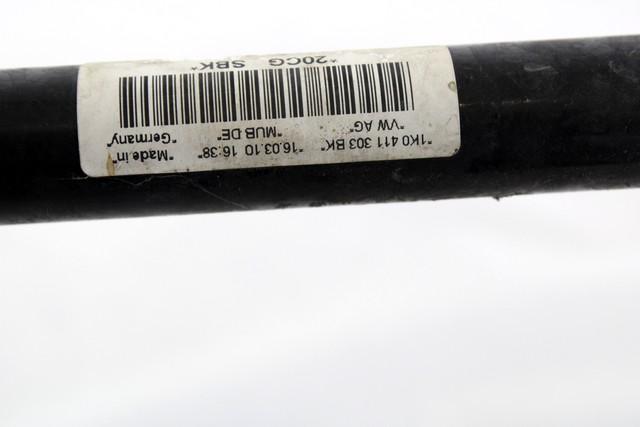 "1K0 411 303 BK" "16.03.10 16:38" "Made in"
"VW AG" "MUB DE" "Germany"
*20CG SBK*